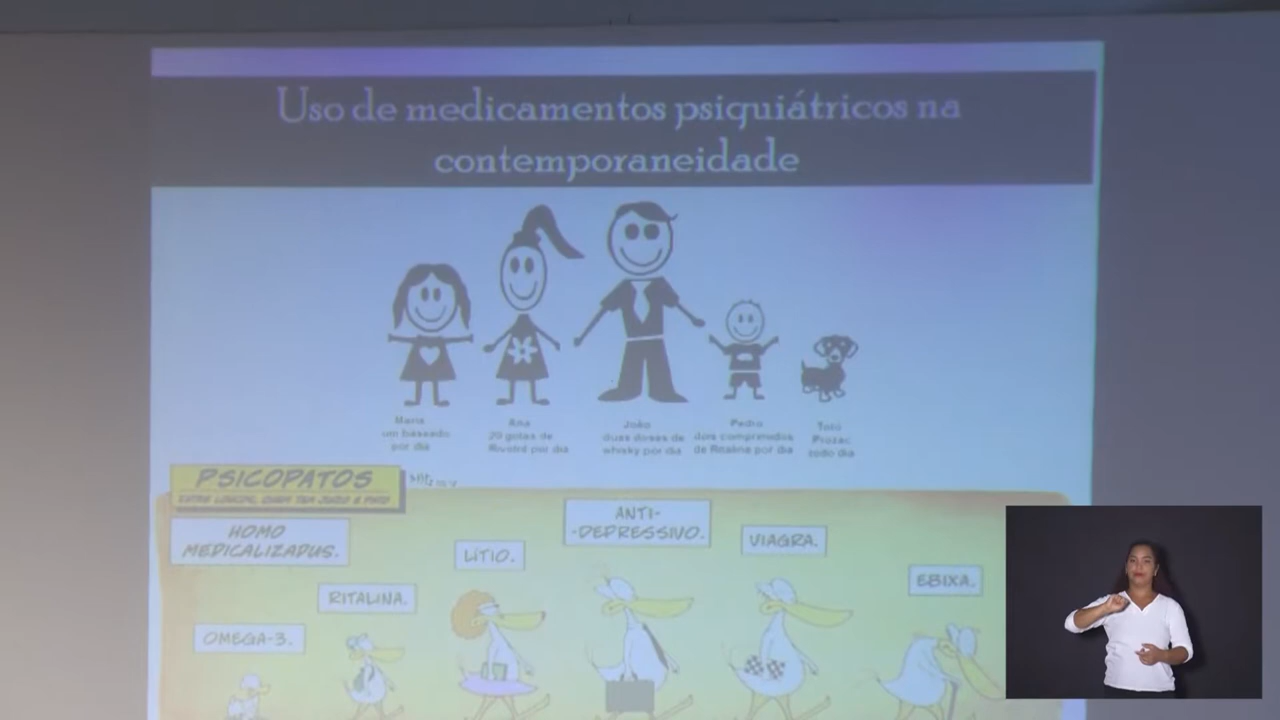 Uso de medicamentos psiquiátricos na
contemporaneidade
Maria
um baseado
por dia
Ana
20 gotas de
Rivotril por dia
João
duas doses de
whisky por dia
Pedro
dois comprimidos
de Ritalina por dia
Totó
Prozac
todo dia
PSICOPATOS
HOMO
MEDICALIZADUS.
OMEGA-3.
RITALINA.
LÍTIO.
ANTI-
-DEPRESSIVO.
VIAGRA.
EBIXA.